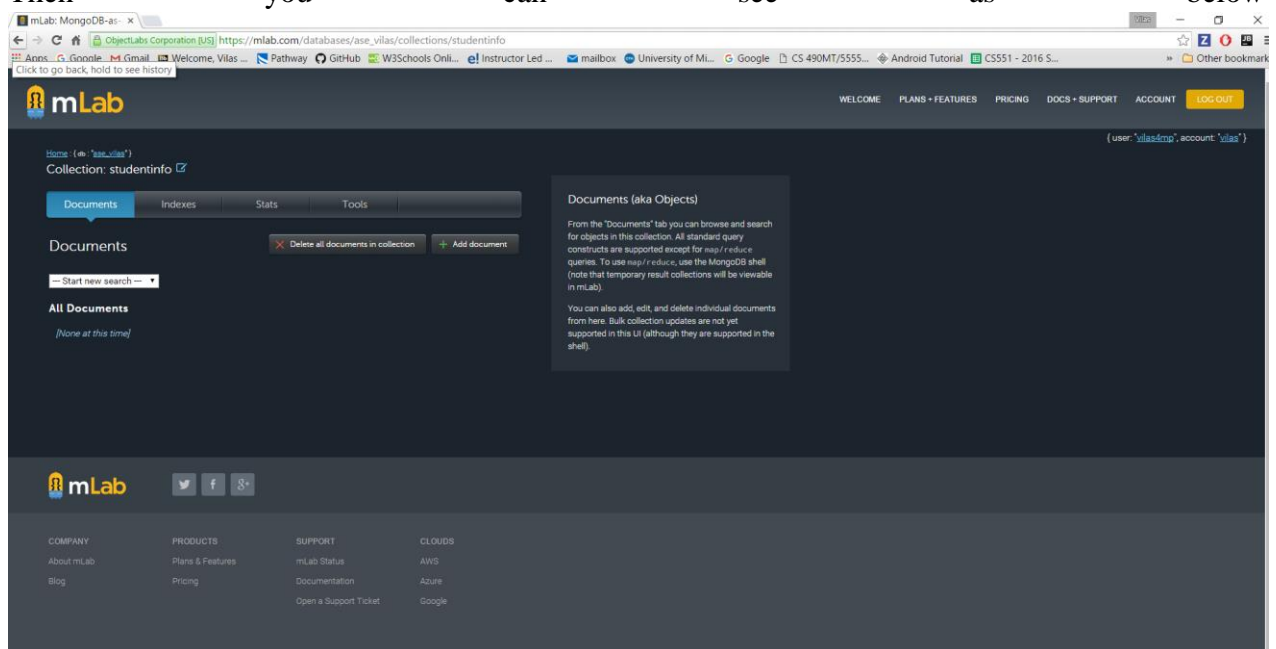 Then you can see as below
mLab: MongoDB-as-
Vilas
ObjectLabs Corporation [US] https://mlab.com/databases/ase_vilas/collections/studentinfo
Apps Google Gmail Welcome, Vilas ... Pathway GitHub W3Schools Onli... Instructor Led ... mailbox University of Mi... Google CS 490MT/5555... Android Tutorial CS551 - 2016 S... » Other bookmark
Click to go back, hold to see history
mLab
WELCOME PLANS + FEATURES PRICING DOCS + SUPPORT ACCOUNT LOG OUT
{ user: "vilas4mp", account: "vilas" }
Home : { db : "ase_vilas" }
Collection: studentinfo
Documents Indexes Stats Tools
Documents
Delete all documents in collection
+ Add document
-- Start new search --
All Documents
[None at this time]
Documents (aka Objects)
From the "Documents" tab you can browse and search
for objects in this collection. All standard query
constructs are supported except for map/reduce
queries. To use map/reduce, use the MongoDB shell
(note that temporary result collections will be viewable
in mLab).
You can also add, edit, and delete individual documents
from here. Bulk collection updates are not yet
supported in this UI (although they are supported in the
shell).
mLab
COMPANY PRODUCTS SUPPORT CLOUDS
About mLab Plans & Features mLab Status AWS
Blog Pricing Documentation Azure
Open a Support Ticket Google